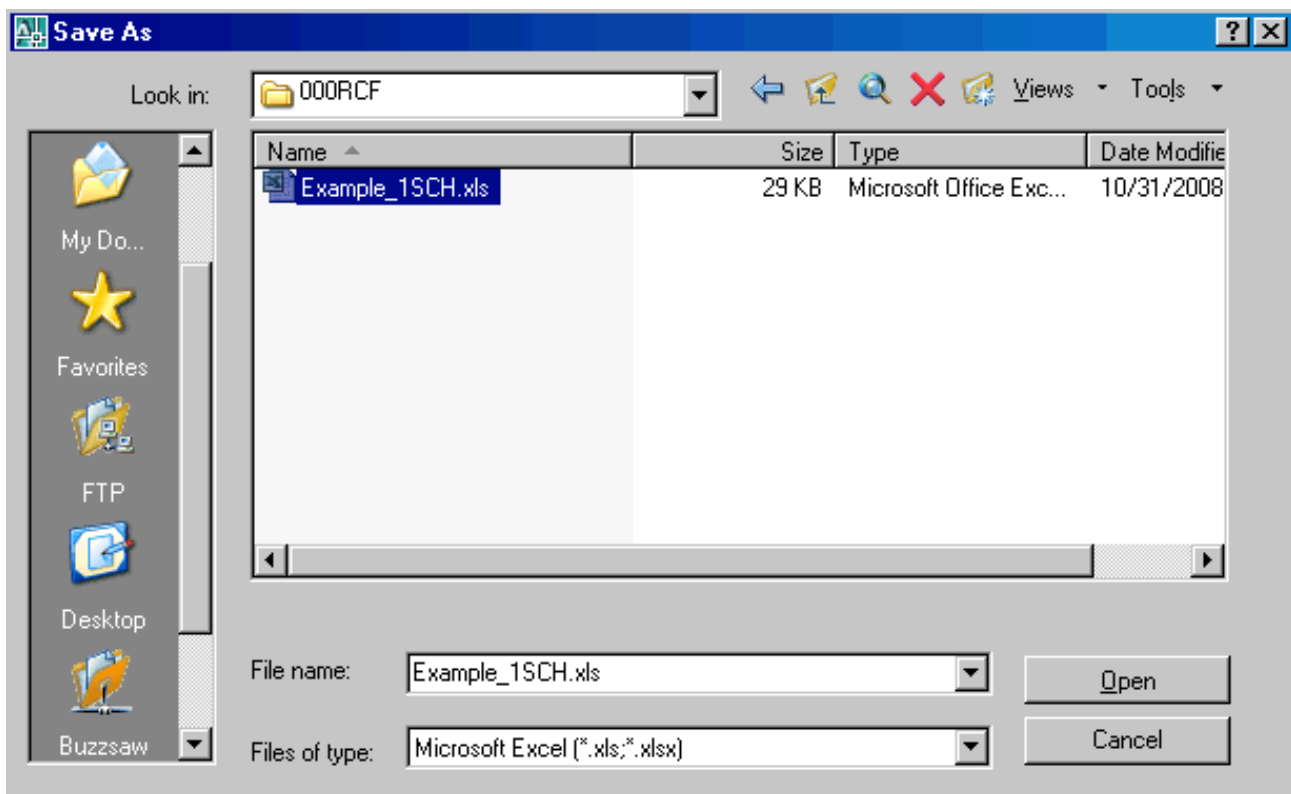 Save As
Look in: 000RCF Views Tools
Name Size Type Date Modifie
Example_1SCH.xls 29 KB Microsoft Office Exc... 10/31/2008
My Do...
Favorites
FTP
Desktop
Buzzsaw
File name: Example_1SCH.xls Open
Files of type: Microsoft Excel (*.xls;*.xlsx) Cancel